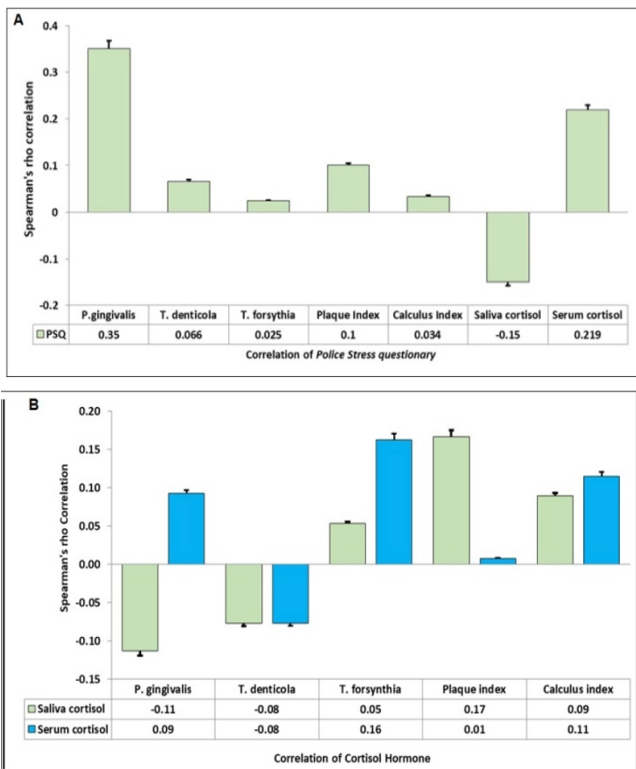 A
Spearman's rho correlation
0.4
0.3
0.2
0.1
0
-0.1
-0.2
P.gingivalis T. denticola T. forsythia Plaque Index Calculus Index Saliva cortisol Serum cortisol
PSQ 0.35 0.066 0.025 0.1 0.034 -0.15 0.219
Correlation of Police Stress questionary
B
Spearman's rho Correlation
0.20
0.15
0.10
0.05
0.00
-0.05
-0.10
-0.15
P. gingivalis T. denticola T. forsynthia Plaque index Calculus index
Saliva cortisol -0.11 -0.08 0.05 0.17 0.09
Serum cortisol 0.09 -0.08 0.16 0.01 0.11
Correlation of Cortisol Hormone